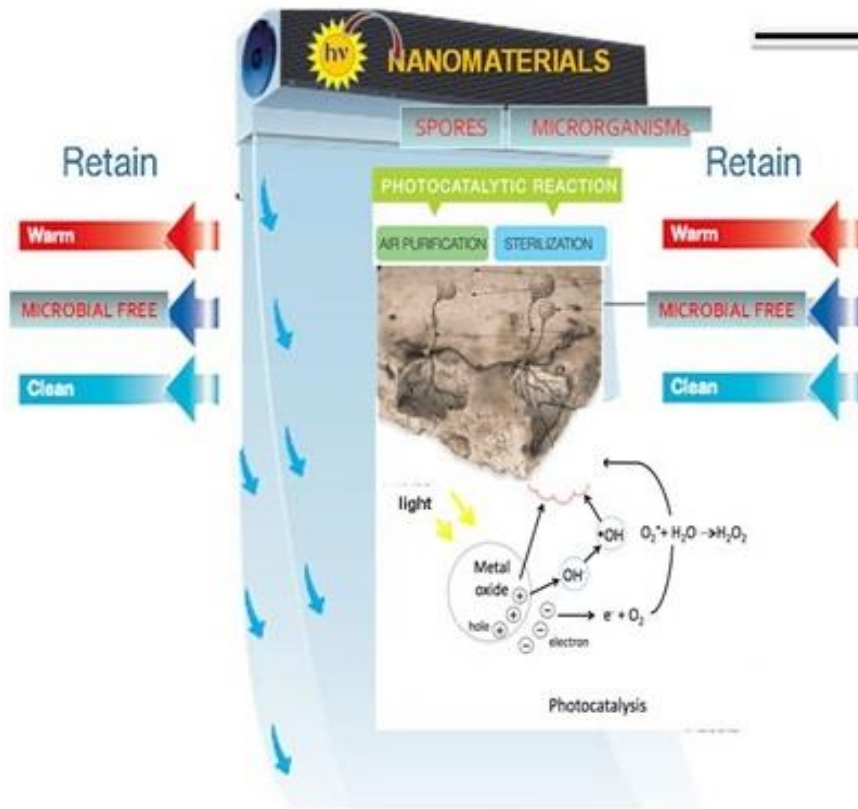 hv
NANOMATERIALS
SPORES MICRORGANISMs
Retain
Retain
PHOTOCATALYTIC REACTION
Warm
Warm
AIR PURIFICATION STERILIZATION
MICROBIAL FREE
MICROBIAL FREE
Clean
Clean
light
•OH O₂•+ H₂O →H₂O₂
Metal
oxide
OH⁻
+
+
hole +
-
-
-
e⁻ + O₂
electron
Photocatalysis